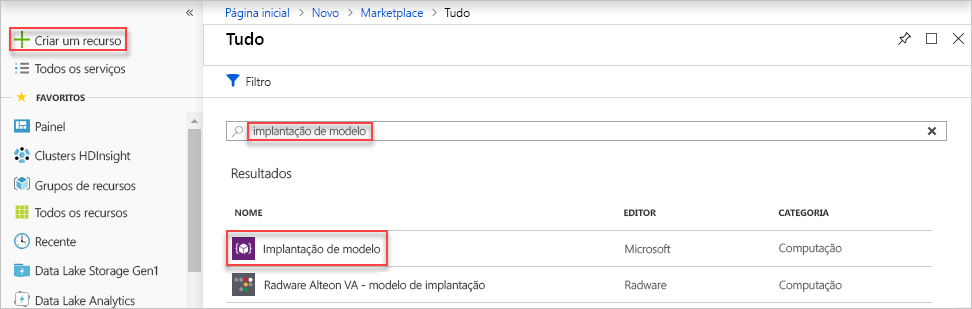 «
Criar um recurso
Todos os serviços
FAVORITOS
Painel
Clusters HDInsight
Grupos de recursos
Todos os recursos
Recente
Data Lake Storage Gen1
Data Lake Analytics
Página inicial > Novo > Marketplace > Tudo
Tudo
Filtro
implantação de modelo
Resultados
NOME EDITOR CATEGORIA
Implantação de modelo Microsoft Computação
Radware Alteon VA - modelo de implantação Radware Computação